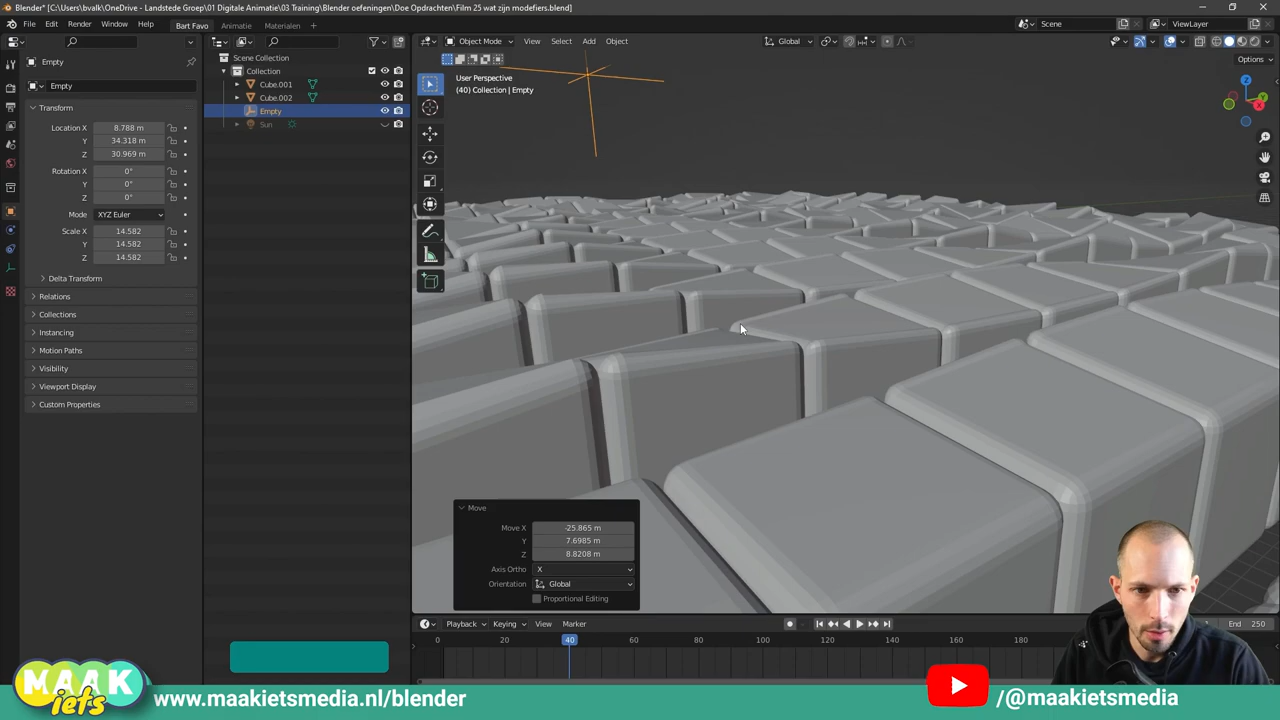 Blender* [C:\Users\bvalk\OneDrive - Landstede Groep\01 Digitale Animatie\03 Training\Blender oefeningen\Doe Opdrachten\Film 25 wat zijn modefiers.blend]
File Edit Render Window Help Bart Favo Animatie Materialen Scene ViewLayer
Object Mode View Select Add Object Global Options
Empty
Empty
Transform
Location X 8.788 m
Y 34.318 m
Z 30.969 m
Rotation X 0°
Y 0°
Z 0°
Mode XYZ Euler
Scale X 14.582
Y 14.582
Z 14.582
Delta Transform
Relations
Collections
Instancing
Motion Paths
Visibility
Viewport Display
Custom Properties
Scene Collection
Collection
Cube.001
Cube.002
Empty
Sun
User Perspective
(40) Collection | Empty
Z
Y
X
Move
Move X -25.865 m
Y 7.6985 m
Z 8.8208 m
Axis Ortho X
Orientation Global
Proportional Editing
Playback Keying View Marker End 250
0 20 40 60 80 100 120 140 160 180
MAAK
iets
www.maakietsmedia.nl/blender
/@maakietsmedia